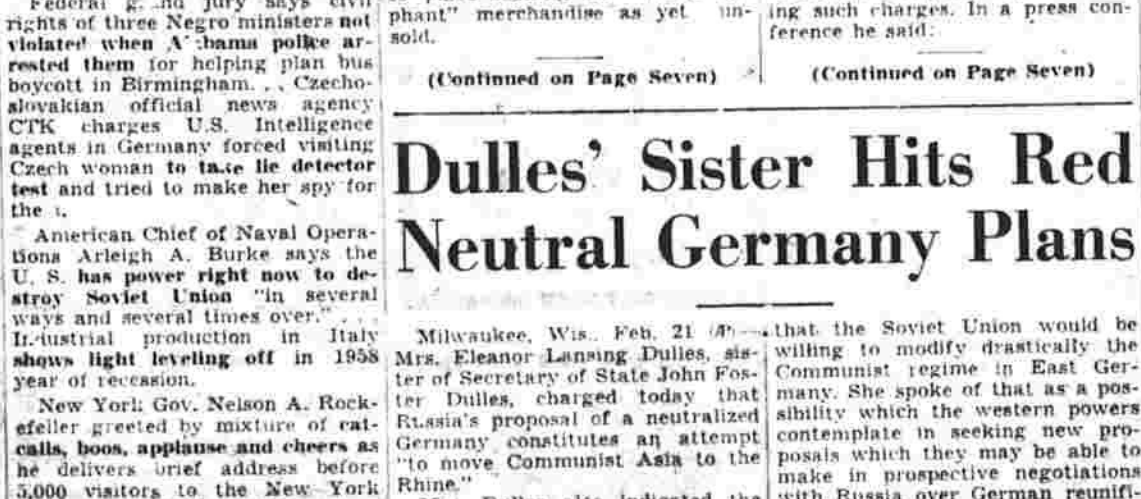 Federal jury says civil
rights of three Negro ministers not
violated when police ar-
rested them for helping plan bus
boycott in Birmingham. . . Czecho-
slovakian official news agency
CTK charges U.S. Intelligence
agents in Germany forced visiting
Czech woman to take lie detector
test and tried to make her spy for
the
American Chief of Naval Opera-
tions Arleigh A. Burke says the
U. S. has power right now to de-
stroy Soviet Union "in several
ways and several times over." . . .
Industrial production in Italy
shows light leveling off in 1958
year of recession.
New York Gov. Nelson A. Rock-
efeller greeted by mixture of cat-
calls, boos, applause and cheers as
he delivers brief address before
5,000 visitors to the New York
phant" merchandise as yet un-
sold.
(Continued on Page Seven)
ing such charges. In a press con-
ference he said:
(Continued on Page Seven)
Dulles' Sister Hits Red
Neutral Germany Plans
Milwaukee, Wis., Feb. 21 (AP)—
Mrs. Eleanor Lansing Dulles, sis-
ter of Secretary of State John Fos-
ter Dulles, charged today that
Russia's proposal of a neutralized
Germany constitutes an attempt
"to move Communist Asia to the
Rhine."
the
that the Soviet Union would be
willing to modify drastically the
Communist regime in East Ger-
many. She spoke of that as a pos-
sibility which the western powers
contemplate in seeking new pro-
posals which they may be able to
make in prospective negotiations
with Russia over German reunifi-